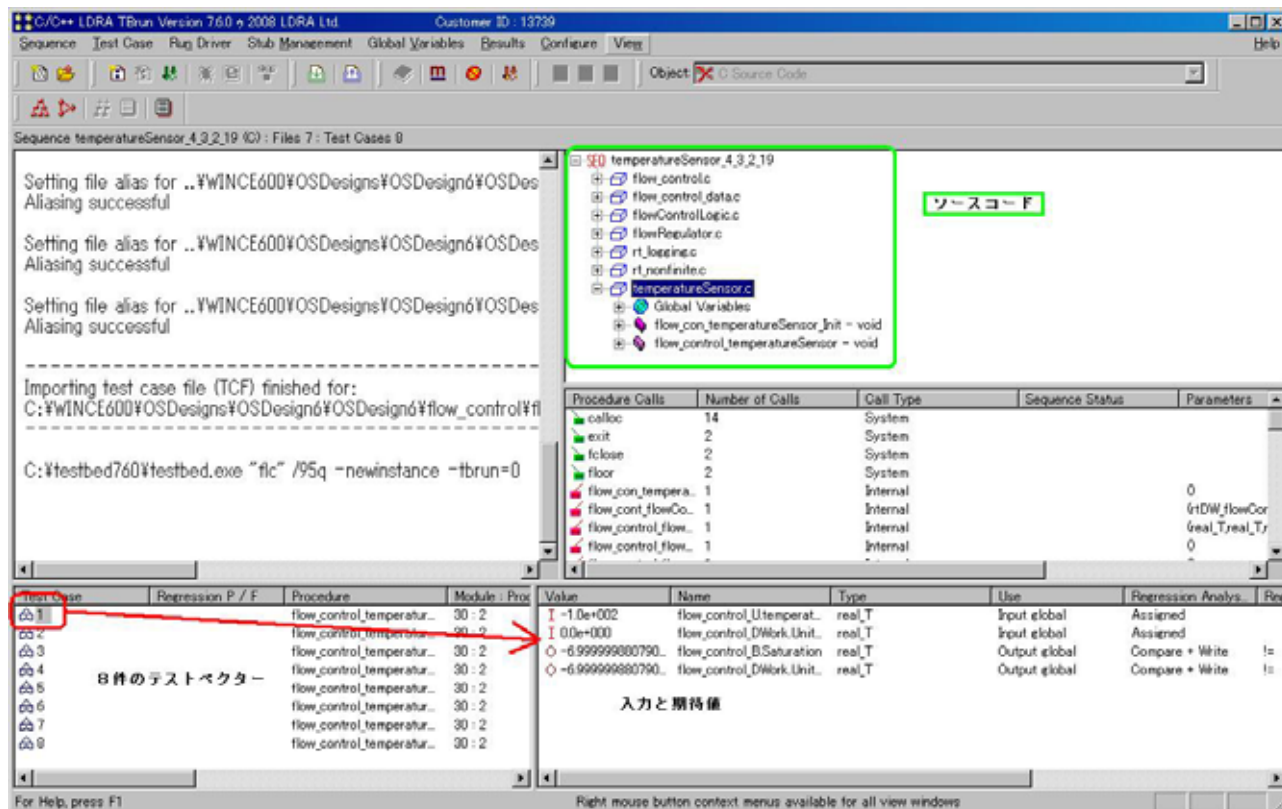 C/C++ LDRA TBrun Version 7.6.0 © 2008 LDRA Ltd. Customer ID : 13739
Sequence Test Case Run Driver Stub Management Global Variables Results Configure View Help
Object: C Source Code
Sequence temperatureSensor_4_3_2_19 (C) : Files 7 : Test Cases 8
Setting file alias for ..¥WINCE600¥OSDesigns¥OSDesign6¥OSDes
Aliasing successful
Setting file alias for ..¥WINCE600¥OSDesigns¥OSDesign6¥OSDes
Aliasing successful
Setting file alias for ..¥WINCE600¥OSDesigns¥OSDesign6¥OSDes
Aliasing successful
Importing test case file (TCF) finished for:
C:¥WINCE600¥OSDesigns¥OSDesign6¥OSDesign6¥flow_control¥fl
C:¥testbed760¥testbed.exe "flc" /95q -newinstance -tbrun=0
SEQ temperatureSensor_4_3_2_19
flow_control.c
flow_control_data.c
flowControlLogic.c
flowRegulator.c
rt_logging.c
rt_nonfinite.c
temperatureSensor.c
Global Variables
flow_con_temperatureSensor_Init - void
flow_control_temperatureSensor - void
ソースコード
Procedure Calls Number of Calls Call Type Sequence Status Parameters
calloc 14 System
exit 2 System
fclose 2 System
floor 2 System
flow_con_tempera... 1 Internal ()
flow_cont_flowCo... 1 Internal (rtDW_flowCor
flow_control_flow... 1 Internal (real_T,real_T,r
flow_control_flow... 1 Internal ()
Test Case Regression P / F Procedure Module : Proc
1 flow_control_temperatur... 30 : 2
2 flow_control_temperatur... 30 : 2
3 flow_control_temperatur... 30 : 2
4 flow_control_temperatur... 30 : 2
5 flow_control_temperatur... 30 : 2
6 flow_control_temperatur... 30 : 2
7 flow_control_temperatur... 30 : 2
8 flow_control_temperatur... 30 : 2
8件のテストベクター
Value Name Type Use Regression Analys... Re
-1.0e+002 flow_control_U.temperat... real_T Input global Assigned
0.0e+000 flow_control_DWork.Unit... real_T Input global Assigned
-6.999999880790... flow_control_B.Saturation real_T Output global Compare + Write !=
-6.999999880790... flow_control_DWork.Unit... real_T Output global Compare + Write !=
入力と期待値
For Help, press F1 Right mouse button context menus available for all view windows